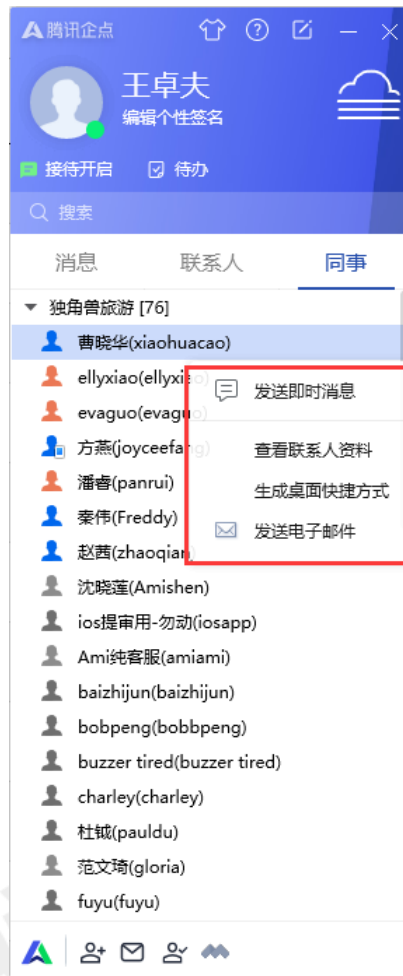 腾讯企点
王卓夫
编辑个性签名
接待开启 待办
搜索
消息 联系人 同事
独角兽旅游 [76]
曹晓华(xiaohuacao)
ellyxiao(ellyxiao)
发送即时消息
evaguo(evaguo)
方燕(joyceefang)
查看联系人资料
潘睿(panrui)
生成桌面快捷方式
秦伟(Freddy)
发送电子邮件
赵茜(zhaoqian
沈晓莲(Amishen)
ios提审用-勿动(iosapp)
Ami纯客服(amiami)
baizhijun(baizhijun)
bobpeng(bobbpeng)
buzzer tired(buzzer tired)
charley(charley)
杜钺(pauldu)
范文琦(gloria)
fuyu(fuyu)